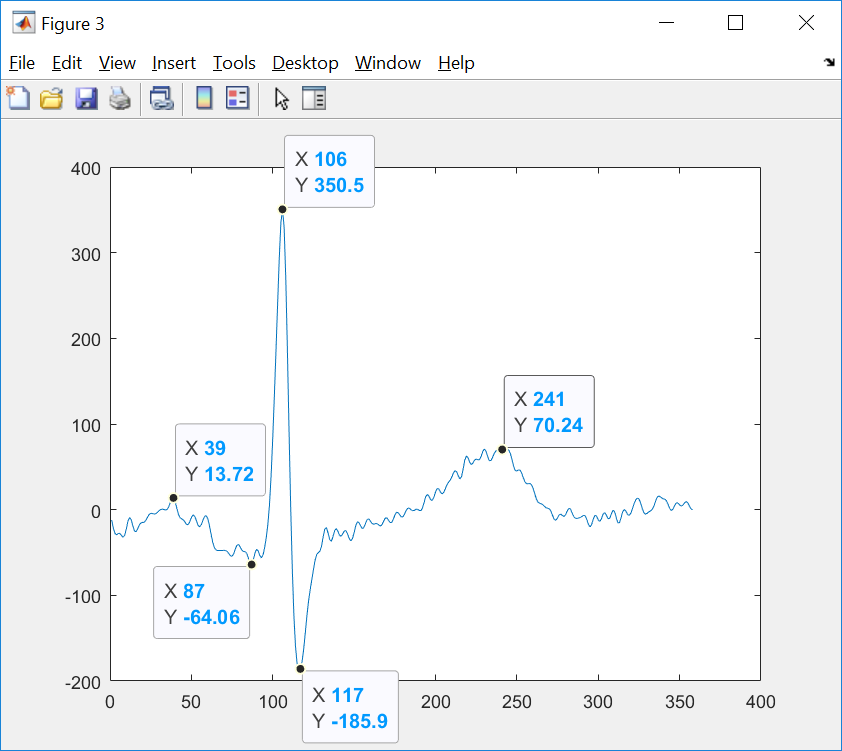 Figure 3
File Edit View Insert Tools Desktop Window Help
X 106
Y 350.5
400
300
200
100
0
-100
-200
X 241
Y 70.24
X 39
Y 13.72
X 87
Y -64.06
X 117
Y -185.9
0 50 100 200 250 300 350 400